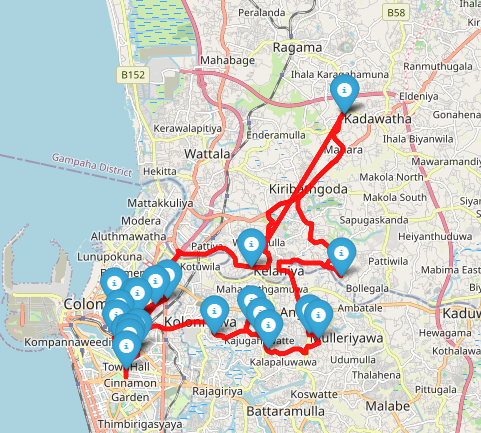 Peralanda
B58
Ragama
Mahabage
Ranmuthugala
B152
Ihala Karagahamuna
Eldeniya
Kadawatha
Gonahena
Kerawalapitiya
Enderamulla
Ihala Biyanwila
Wattala
Mahara
Gampaha District
Mawaramandiya
Hekitta
Makola North
Kiribathgoda
Makola South
Siyane
Mattakkuliya
Modera
Sapugaskanda
Aluthmawatha
Heiyanthuduwa
Pattiya
Lunupokuna
Kotuwila
Kelaniya
Pattiwila
Mabima East
Bollegala
Colom
Ambatale
Kaduw
Kolonnawa
Hewagama
Kompannaweedi
Mulleriyawa
Kothalawa
Kalapaluwawa
Udumulla
Town Hall
Thalahena
Cinnamon
Garden
Rajagiriya
Koswatte
Pittugala
Battaramulla
Malabe
Thimbirigasyaya